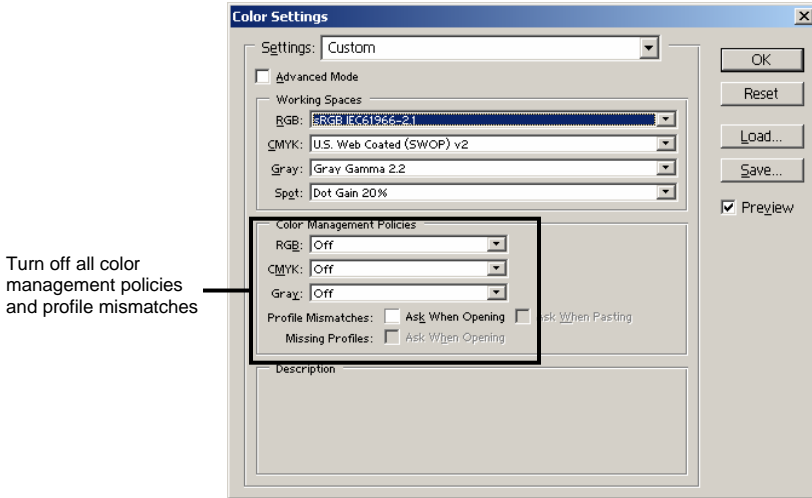 Color Settings
Settings: Custom
Advanced Mode
Working Spaces
RGB: sRGB IEC61966-2.1
CMYK: U.S. Web Coated (SWOP) v2
Gray: Gray Gamma 2.2
Spot: Dot Gain 20%
Color Management Policies
RGB: Off
CMYK: Off
Gray: Off
Profile Mismatches: Ask When Opening Ask When Pasting
Missing Profiles: Ask When Opening
Description
OK
Reset
Load...
Save...
Preview
Turn off all color
management policies
and profile mismatches